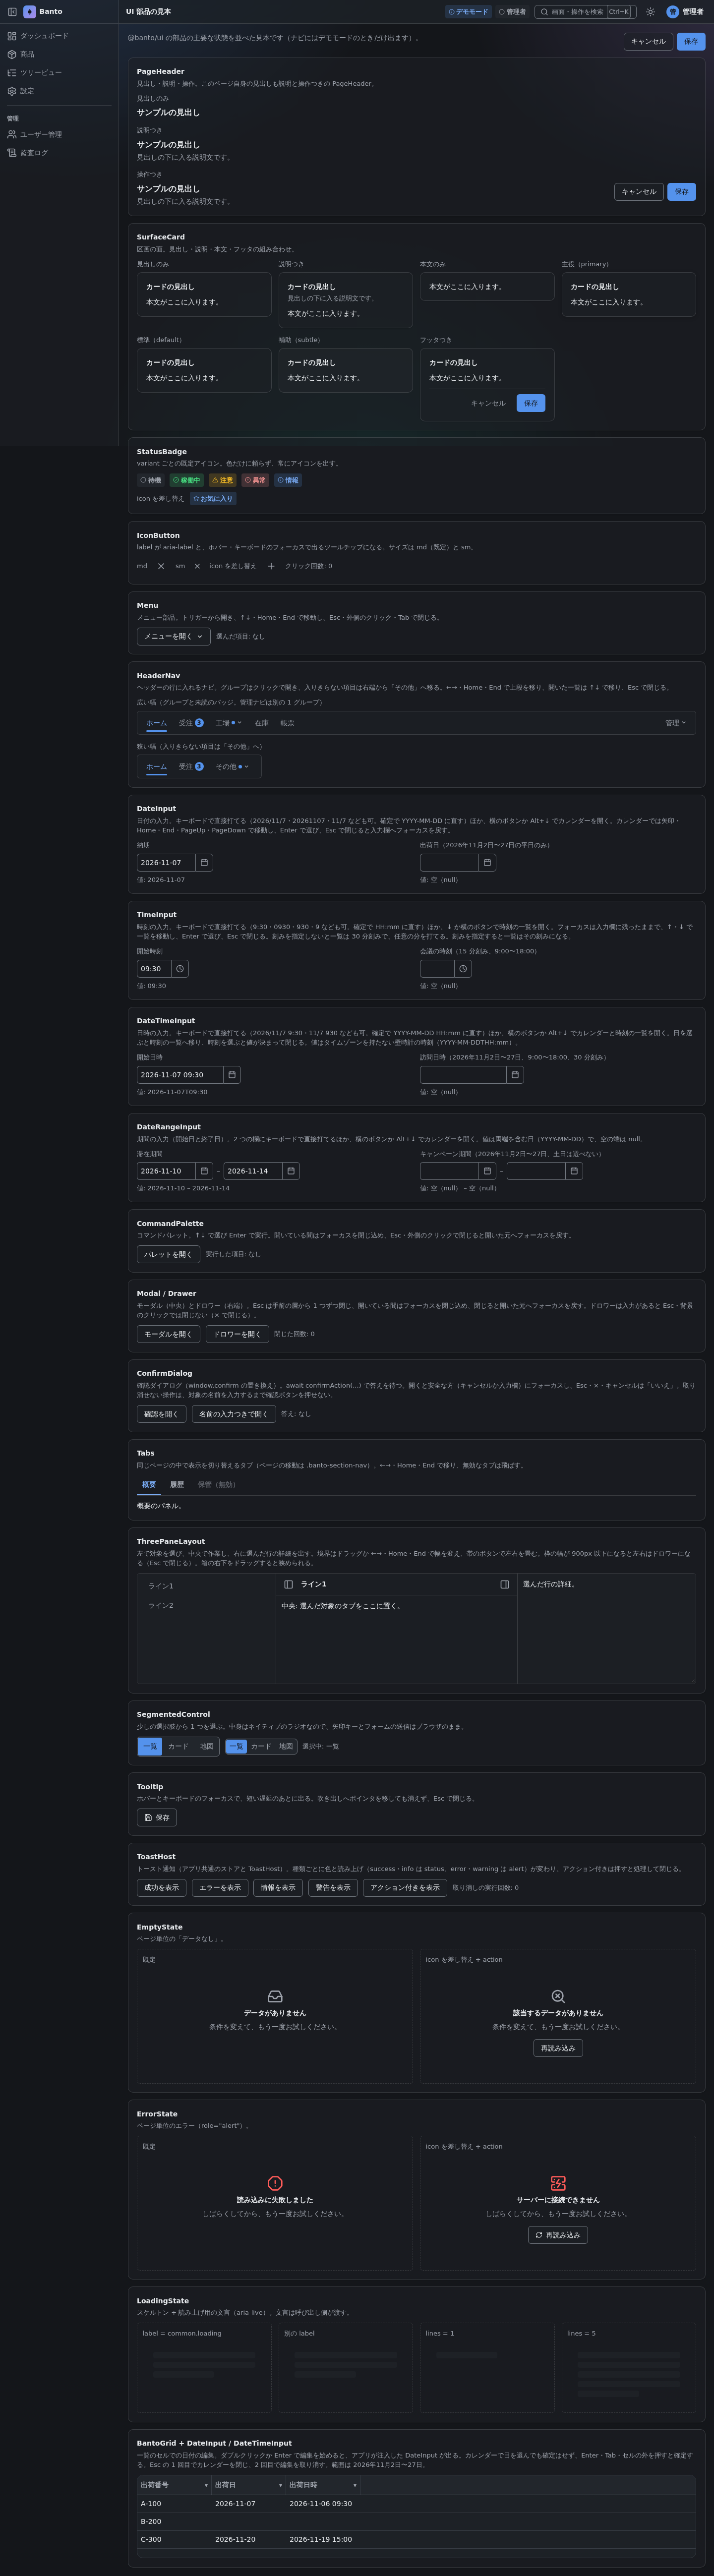 Banto
UI 部品の見本
デモモード
管理者
画面・操作を検索
Ctrl+K
管
管理者
ダッシュボード
商品
ツリービュー
設定
管理
ユーザー管理
監査ログ
@banto/ui の部品の主要な状態を並べた見本です（ナビにはデモモードのときだけ出ます）。
キャンセル
保存
PageHeader
見出し・説明・操作。このページ自身の見出しも説明と操作つきの PageHeader。
見出しのみ
サンプルの見出し
説明つき
サンプルの見出し
見出しの下に入る説明文です。
操作つき
サンプルの見出し
見出しの下に入る説明文です。
キャンセル
保存
SurfaceCard
区画の面。見出し・説明・本文・フッタの組み合わせ。
見出しのみ
説明つき
本文のみ
主役（primary）
カードの見出し
本文がここに入ります。
カードの見出し
見出しの下に入る説明文です。
本文がここに入ります。
本文がここに入ります。
カードの見出し
本文がここに入ります。
標準（default）
補助（subtle）
フッタつき
カードの見出し
本文がここに入ります。
カードの見出し
本文がここに入ります。
カードの見出し
本文がここに入ります。
キャンセル
保存
StatusBadge
variant ごとの既定アイコン。色だけに頼らず、常にアイコンを出す。
待機
稼働中
注意
異常
情報
icon を差し替え
お気に入り
IconButton
label が aria-label と、ホバー・キーボードのフォーカスで出るツールチップになる。サイズは md（既定）と sm。
md
sm
icon を差し替え
クリック回数: 0
Menu
メニュー部品。トリガーから開き、↑↓・Home・End で移動し、Esc・外側のクリック・Tab で閉じる。
メニューを開く
選んだ項目: なし
HeaderNav
ヘッダーの行に入れるナビ。グループはクリックで開き、入りきらない項目は右端から「その他」へ移る。←→・Home・End で上段を移り、開いた一覧は ↑↓ で移り、Esc で閉じる。
広い幅（グループと未読のバッジ。管理ナビは別の 1 グループ）
ホーム
受注 3
工場
在庫
帳票
管理
狭い幅（入りきらない項目は「その他」へ）
ホーム
受注 3
その他
DateInput
日付の入力。キーボードで直接打てる（2026/11/7・20261107・11/7 なども可。確定で YYYY-MM-DD に直す）ほか、横のボタンか Alt+↓ でカレンダーを開く。カレンダーでは矢印・
Home・End・PageUp・PageDown で移動し、Enter で選び、Esc で閉じると入力欄へフォーカスを戻す。
納期
出荷日（2026年11月2日〜27日の平日のみ）
2026-11-07
値: 2026-11-07
値: 空（null）
TimeInput
時刻の入力。キーボードで直接打てる（9:30・0930・930・9 なども可。確定で HH:mm に直す）ほか、↓ か横のボタンで時刻の一覧を開く。フォーカスは入力欄に残ったままで、↑・↓ で
一覧を移動し、Enter で選び、Esc で閉じる。刻みを指定しないと一覧は 30 分刻みで、任意の分を打てる。刻みを指定すると一覧はその刻みになる。
開始時刻
会議の時刻（15 分刻み、9:00〜18:00）
09:30
値: 09:30
値: 空（null）
DateTimeInput
日時の入力。キーボードで直接打てる（2026/11/7 9:30・11/7 930 なども可。確定で YYYY-MM-DD HH:mm に直す）ほか、横のボタンか Alt+↓ でカレンダーと時刻の一覧を開く。日を選
ぶと時刻の一覧へ移り、時刻を選ぶと値が決まって閉じる。値はタイムゾーンを持たない壁時計の時刻（YYYY-MM-DDTHH:mm）。
開始日時
訪問日時（2026年11月2日〜27日、9:00〜18:00、30 分刻み）
2026-11-07 09:30
値: 2026-11-07T09:30
値: 空（null）
DateRangeInput
期間の入力（開始日と終了日）。2 つの欄にキーボードで直接打てるほか、横のボタンか Alt+↓ でカレンダーを開く。値は両端を含む日（YYYY-MM-DD）で、空の端は null。
滞在期間
キャンペーン期間（2026年11月2日〜27日、土日は選べない）
2026-11-10
–
2026-11-14
–
値: 2026-11-10 – 2026-11-14
値: 空（null） – 空（null）
CommandPalette
コマンドパレット。↑↓ で選び Enter で実行。開いている間はフォーカスを閉じ込め、Esc・外側のクリックで閉じると開いた元へフォーカスを戻す。
パレットを開く
実行した項目: なし
Modal / Drawer
モーダル（中央）とドロワー（右端）。Esc は手前の層から 1 つずつ閉じ、開いている間はフォーカスを閉じ込め、閉じると開いた元へフォーカスを戻す。ドロワーは入力があると Esc・背景
のクリックでは閉じない（× で閉じる）。
モーダルを開く
ドロワーを開く
閉じた回数: 0
ConfirmDialog
確認ダイアログ（window.confirm の置き換え）。await confirmAction(...) で答えを待つ。開くと安全な方（キャンセルか入力欄）にフォーカスし、Esc・×・キャンセルは「いいえ」。取り
消せない操作は、対象の名前を入力するまで確認ボタンを押せない。
確認を開く
名前の入力つきで開く
答え: なし
Tabs
同じページの中で表示を切り替えるタブ（ページの移動は .banto-section-nav）。←→・Home・End で移り、無効なタブは飛ばす。
概要
履歴
保管（無効）
概要のパネル。
ThreePaneLayout
左で対象を選び、中央で作業し、右に選んだ行の詳細を出す。境界はドラッグか ←→・Home・End で幅を変え、帯のボタンで左右を畳む。枠の幅が 900px 以下になると左右はドロワーにな
る（Esc で閉じる）。箱の右下をドラッグすると狭められる。
ライン1
ライン2
ライン1
中央: 選んだ対象のタブをここに置く。
選んだ行の詳細。
SegmentedControl
少しの選択肢から 1 つを選ぶ。中身はネイティブのラジオなので、矢印キーとフォームの送信はブラウザのまま。
一覧
カード
地図
一覧
カード
地図
選択中: 一覧
Tooltip
ホバーとキーボードのフォーカスで、短い遅延のあとに出る。吹き出しへポインタを移しても消えず、Esc で閉じる。
保存
ToastHost
トースト通知（アプリ共通のストアと ToastHost）。種類ごとに色と読み上げ（success・info は status、error・warning は alert）が変わり、アクション付きは押すと処理して閉じる。
成功を表示
エラーを表示
情報を表示
警告を表示
アクション付きを表示
取り消しの実行回数: 0
EmptyState
ページ単位の「データなし」。
既定
データがありません
条件を変えて、もう一度お試しください。
icon を差し替え + action
該当するデータがありません
条件を変えて、もう一度お試しください。
再読み込み
ErrorState
ページ単位のエラー（role="alert"）。
既定
読み込みに失敗しました
しばらくしてから、もう一度お試しください。
icon を差し替え + action
サーバーに接続できません
しばらくしてから、もう一度お試しください。
再読み込み
LoadingState
スケルトン + 読み上げ用の文言（aria-live）。文言は呼び出し側が渡す。
label = common.loading
別の label
lines = 1
lines = 5
BantoGrid + DateInput / DateTimeInput
一覧のセルでの日付の編集。ダブルクリックか Enter で編集を始めると、アプリが注入した DateInput が出る。カレンダーで日を選んでも確定はせず、Enter・Tab・セルの外を押すと確定す
る。Esc の 1 回目でカレンダーを閉じ、2 回目で編集を取り消す。範囲は 2026年11月2日〜27日。
出荷番号
出荷日
出荷日時
A-100
2026-11-07
2026-11-06 09:30
B-200
C-300
2026-11-20
2026-11-19 15:00